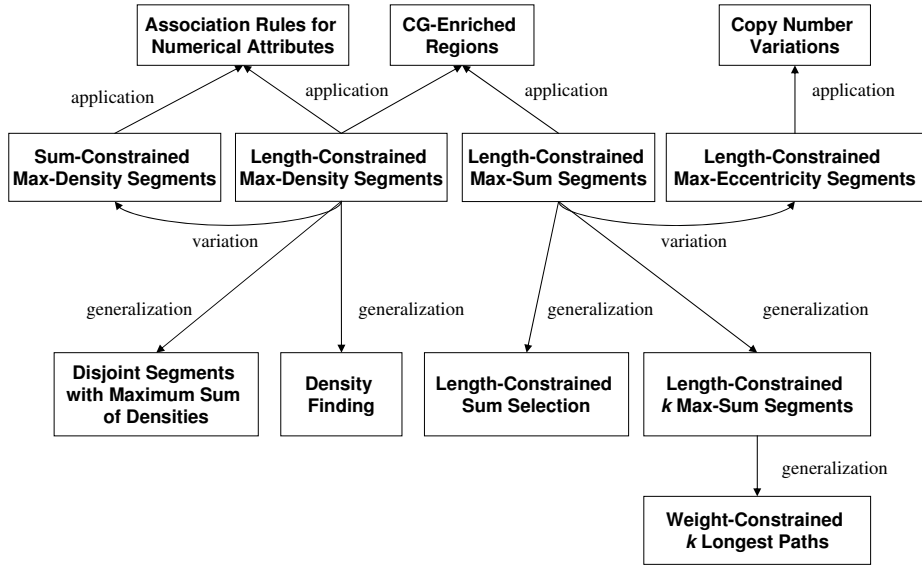 Association Rules for
Numerical Attributes
CG-Enriched
Regions
Copy Number
Variations
application
application
application
application
Sum-Constrained
Max-Density Segments
Length-Constrained
Max-Density Segments
Length-Constrained
Max-Sum Segments
Length-Constrained
Max-Eccentricity Segments
variation
variation
generalization
generalization
generalization
generalization
Disjoint Segments
with Maximum Sum
of Densities
Density
Finding
Length-Constrained
Sum Selection
Length-Constrained
k Max-Sum Segments
generalization
Weight-Constrained
k Longest Paths